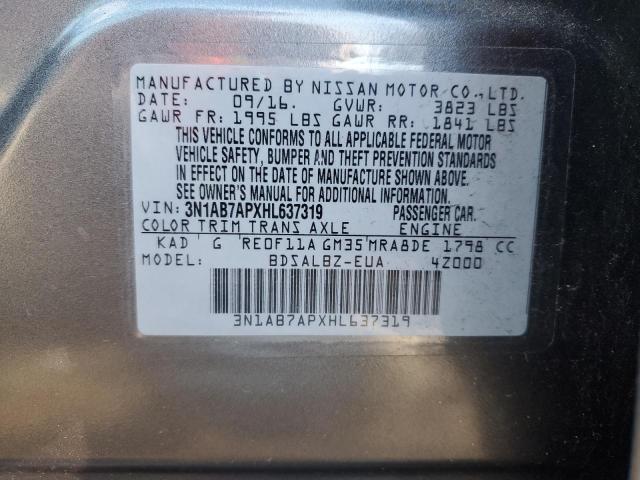 MANUFACTURED BY NISSAN MOTOR CO., LTD.
DATE: 09/16. GVWR: 3823 LBS
GAWR FR: 1995 LBS GAWR RR: 1841 LBS
THIS VEHICLE CONFORMS TO ALL APPLICABLE FEDERAL MOTOR
VEHICLE SAFETY, BUMPER AND THEFT PREVENTION STANDARDS
IN EFFECT ON THE DATE OF MANUFACTURE SHOWN ABOVE.
SEE OWNER'S MANUAL FOR ADDITIONAL INFORMATION.
VIN: 3N1AB7APXHL637319 PASSENGER CAR.
COLOR TRIM TRANS AXLE ENGINE
KAD G RE0F11A GM35 MRA8DE 1798 CC
MODEL: BDSALBZ-EUA 4Z000
3N1AB7APXHL637319